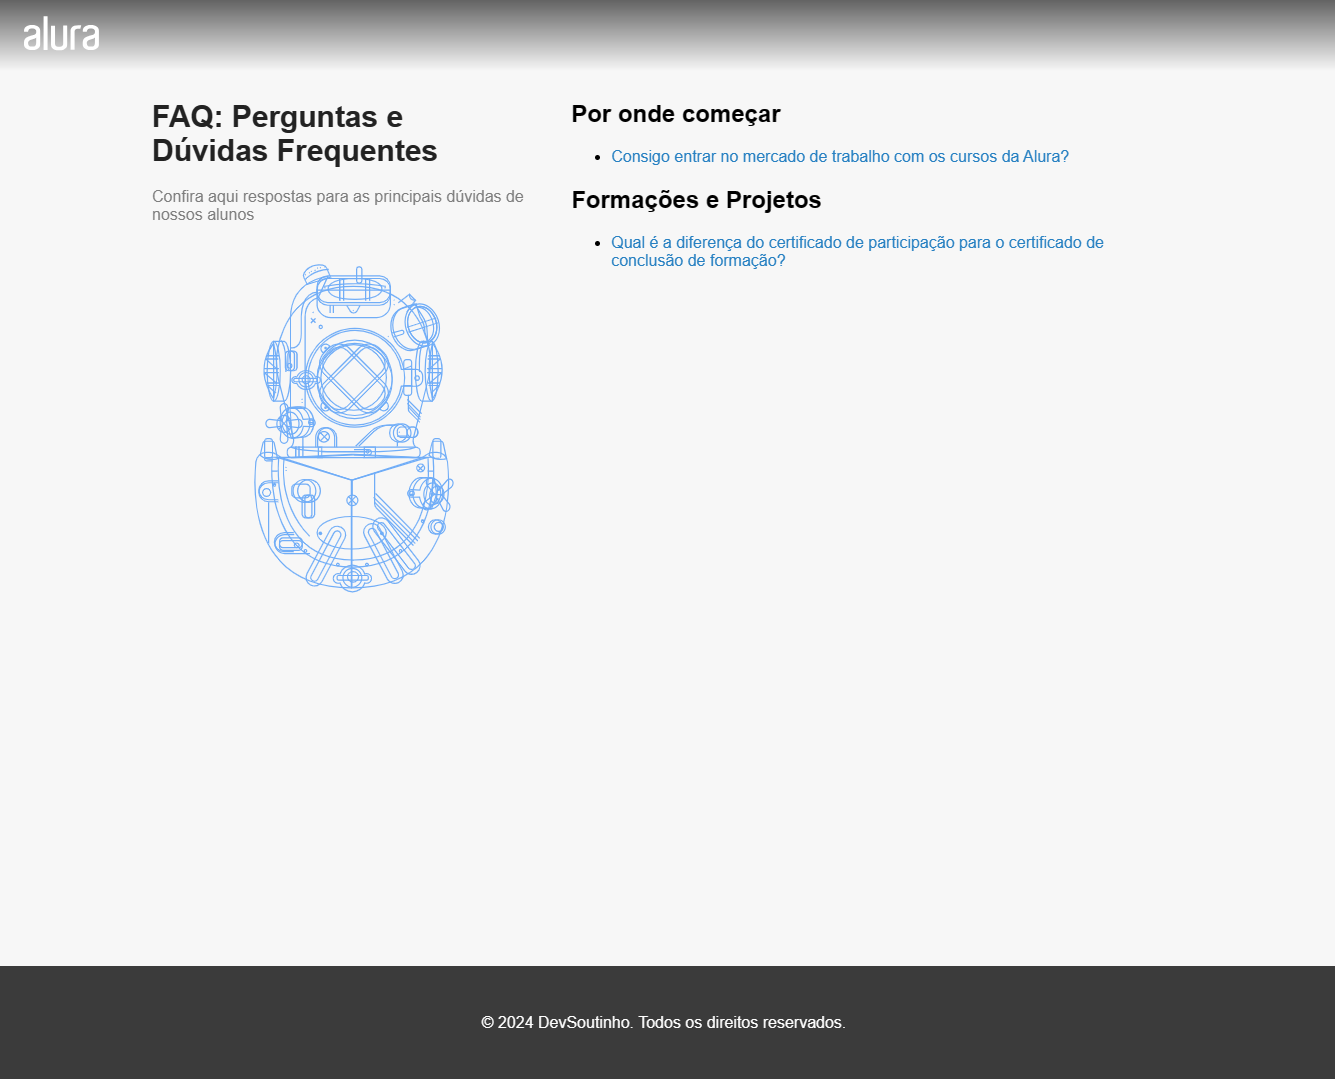 alura
FAQ: Perguntas e
Dúvidas Frequentes
Confira aqui respostas para as principais dúvidas de
nossos alunos
Por onde começar
Consigo entrar no mercado de trabalho com os cursos da Alura?
Formações e Projetos
Qual é a diferença do certificado de participação para o certificado de
conclusão de formação?
© 2024 DevSoutinho. Todos os direitos reservados.